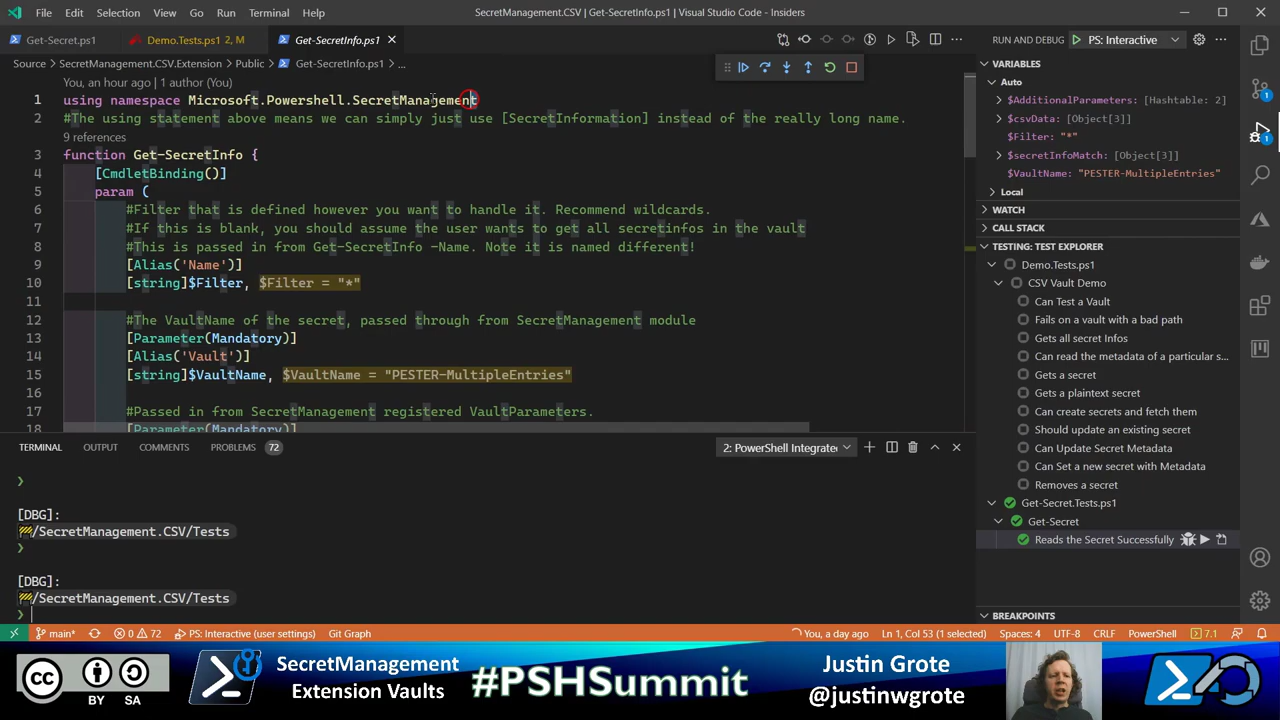 File Edit Selection View Go Run Terminal Help SecretManagement.CSV | Get-SecretInfo.ps1 | Visual Studio Code - Insiders
Get-Secret.ps1 Demo.Tests.ps1 2, M Get-SecretInfo.ps1
Source > SecretManagement.CSV.Extension > Public > Get-SecretInfo.ps1 > ...
You, an hour ago | 1 author (You)
1 using namespace Microsoft.Powershell.SecretManagement
2 #The using statement above means we can simply just use [SecretInformation] instead of the really long name.
9 references
3 function Get-SecretInfo {
4 [CmdletBinding()]
5 param (
6 #Filter that is defined however you want to handle it. Recommend wildcards.
7 #If this is blank, you should assume the user wants to get all secretinfos in the vault
8 #This is passed in from Get-SecretInfo -Name. Note it is named different!
9 [Alias('Name')]
10 [string]$Filter, $Filter = "*"
11
12 #The VaultName of the secret, passed through from SecretManagement module
13 [Parameter(Mandatory)]
14 [Alias('Vault')]
15 [string]$VaultName, $VaultName = "PESTER-MultipleEntries"
16
17 #Passed in from SecretManagement registered VaultParameters.
18 [Parameter(Mandatory)]
TERMINAL OUTPUT COMMENTS PROBLEMS 72 2: PowerShell Integrate
[DBG]:
/SecretManagement.CSV/Tests
[DBG]:
/SecretManagement.CSV/Tests
RUN AND DEBUG PS: Interactive
VARIABLES
Auto
$AdditionalParameters: [Hashtable: 2]
$csvData: [Object[3]]
$Filter: "*"
$secretInfoMatch: [Object[3]]
$VaultName: "PESTER-MultipleEntries"
Local
WATCH
CALL STACK
TESTING: TEST EXPLORER
Demo.Tests.ps1
CSV Vault Demo
Can Test a Vault
Fails on a vault with a bad path
Gets all secret Infos
Can read the metadata of a particular s...
Gets a secret
Gets a plaintext secret
Can create secrets and fetch them
Should update an existing secret
Can Update Secret Metadata
Can Set a new secret with Metadata
Removes a secret
Get-Secret.Tests.ps1
Get-Secret
Reads the Secret Successfully
BREAKPOINTS
1
1
main* 0 72 PS: Interactive (user settings) Git Graph You, a day ago Ln 1, Col 53 (1 selected) Spaces: 4 UTF-8 CRLF PowerShell 7.1
cc BY SA
SecretManagement
Extension Vaults
#PSHSummit
Justin Grote
@justinwgrote